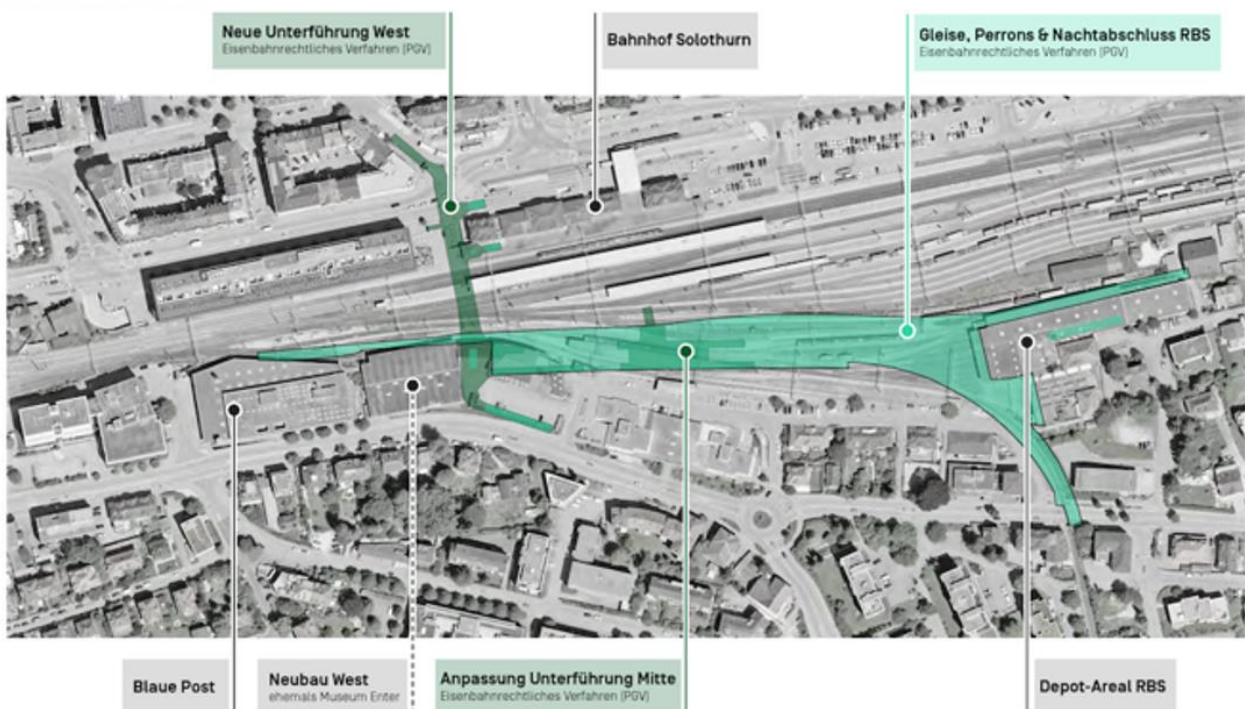 Neue Unterführung West
Eisenbahnrechtliches Verfahren (PGV)
Bahnhof Solothurn
Gleise, Perrons & Nachtabschluss RBS
Eisenbahnrechtliches Verfahren (PGV)
Blaue Post
Neubau West
ehemals Museum Enter
Anpassung Unterführung Mitte
Eisenbahnrechtliches Verfahren (PGV)
Depot-Areal RBS